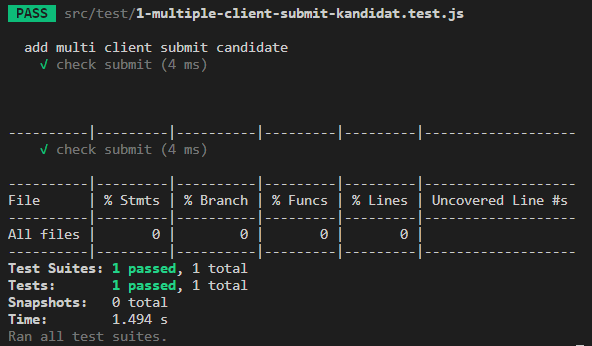 PASS src/test/1-multiple-client-submit-kandidat.test.js
  add multi client submit candidate
    √ check submit (4 ms)
----------|---------|----------|---------|---------|-------------------
    √ check submit (4 ms)
----------|---------|----------|---------|---------|-------------------
File      | % Stmts | % Branch | % Funcs | % Lines | Uncovered Line #s
----------|---------|----------|---------|---------|-------------------
All files |       0 |        0 |       0 |       0 |
----------|---------|----------|---------|---------|-------------------
Test Suites: 1 passed, 1 total
Tests:       1 passed, 1 total
Snapshots:   0 total
Time:        1.494 s
Ran all test suites.